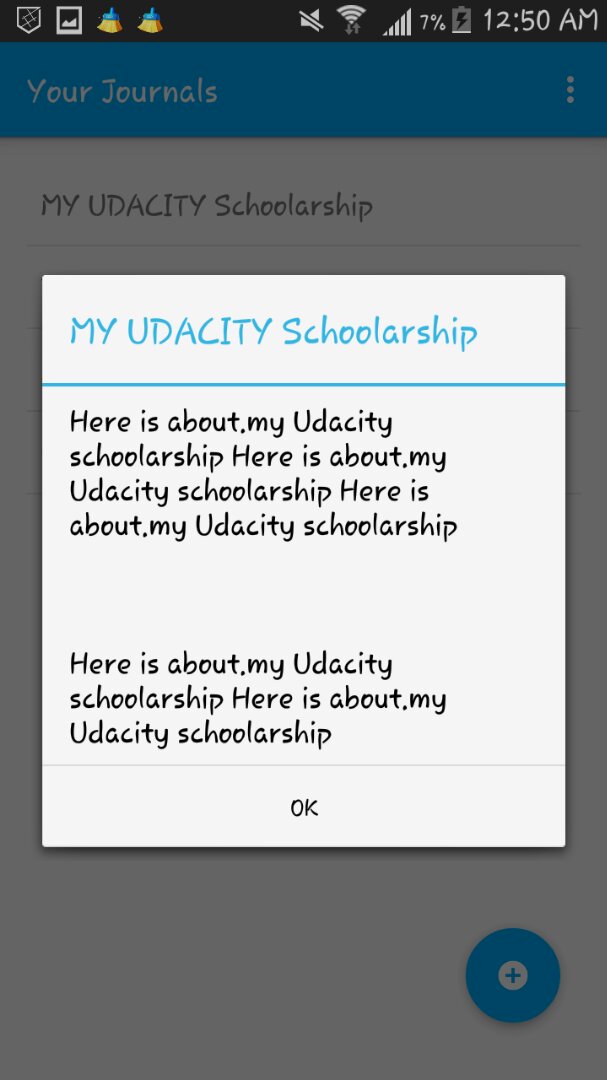 7% 12:50 AM
Your Journals
MY UDACITY Schoolarship
MY UDACITY Schoolarship
Here is about.my Udacity
schoolarship Here is about.my
Udacity schoolarship Here is
about.my Udacity schoolarship
Here is about.my Udacity
schoolarship Here is about.my
Udacity schoolarship
OK